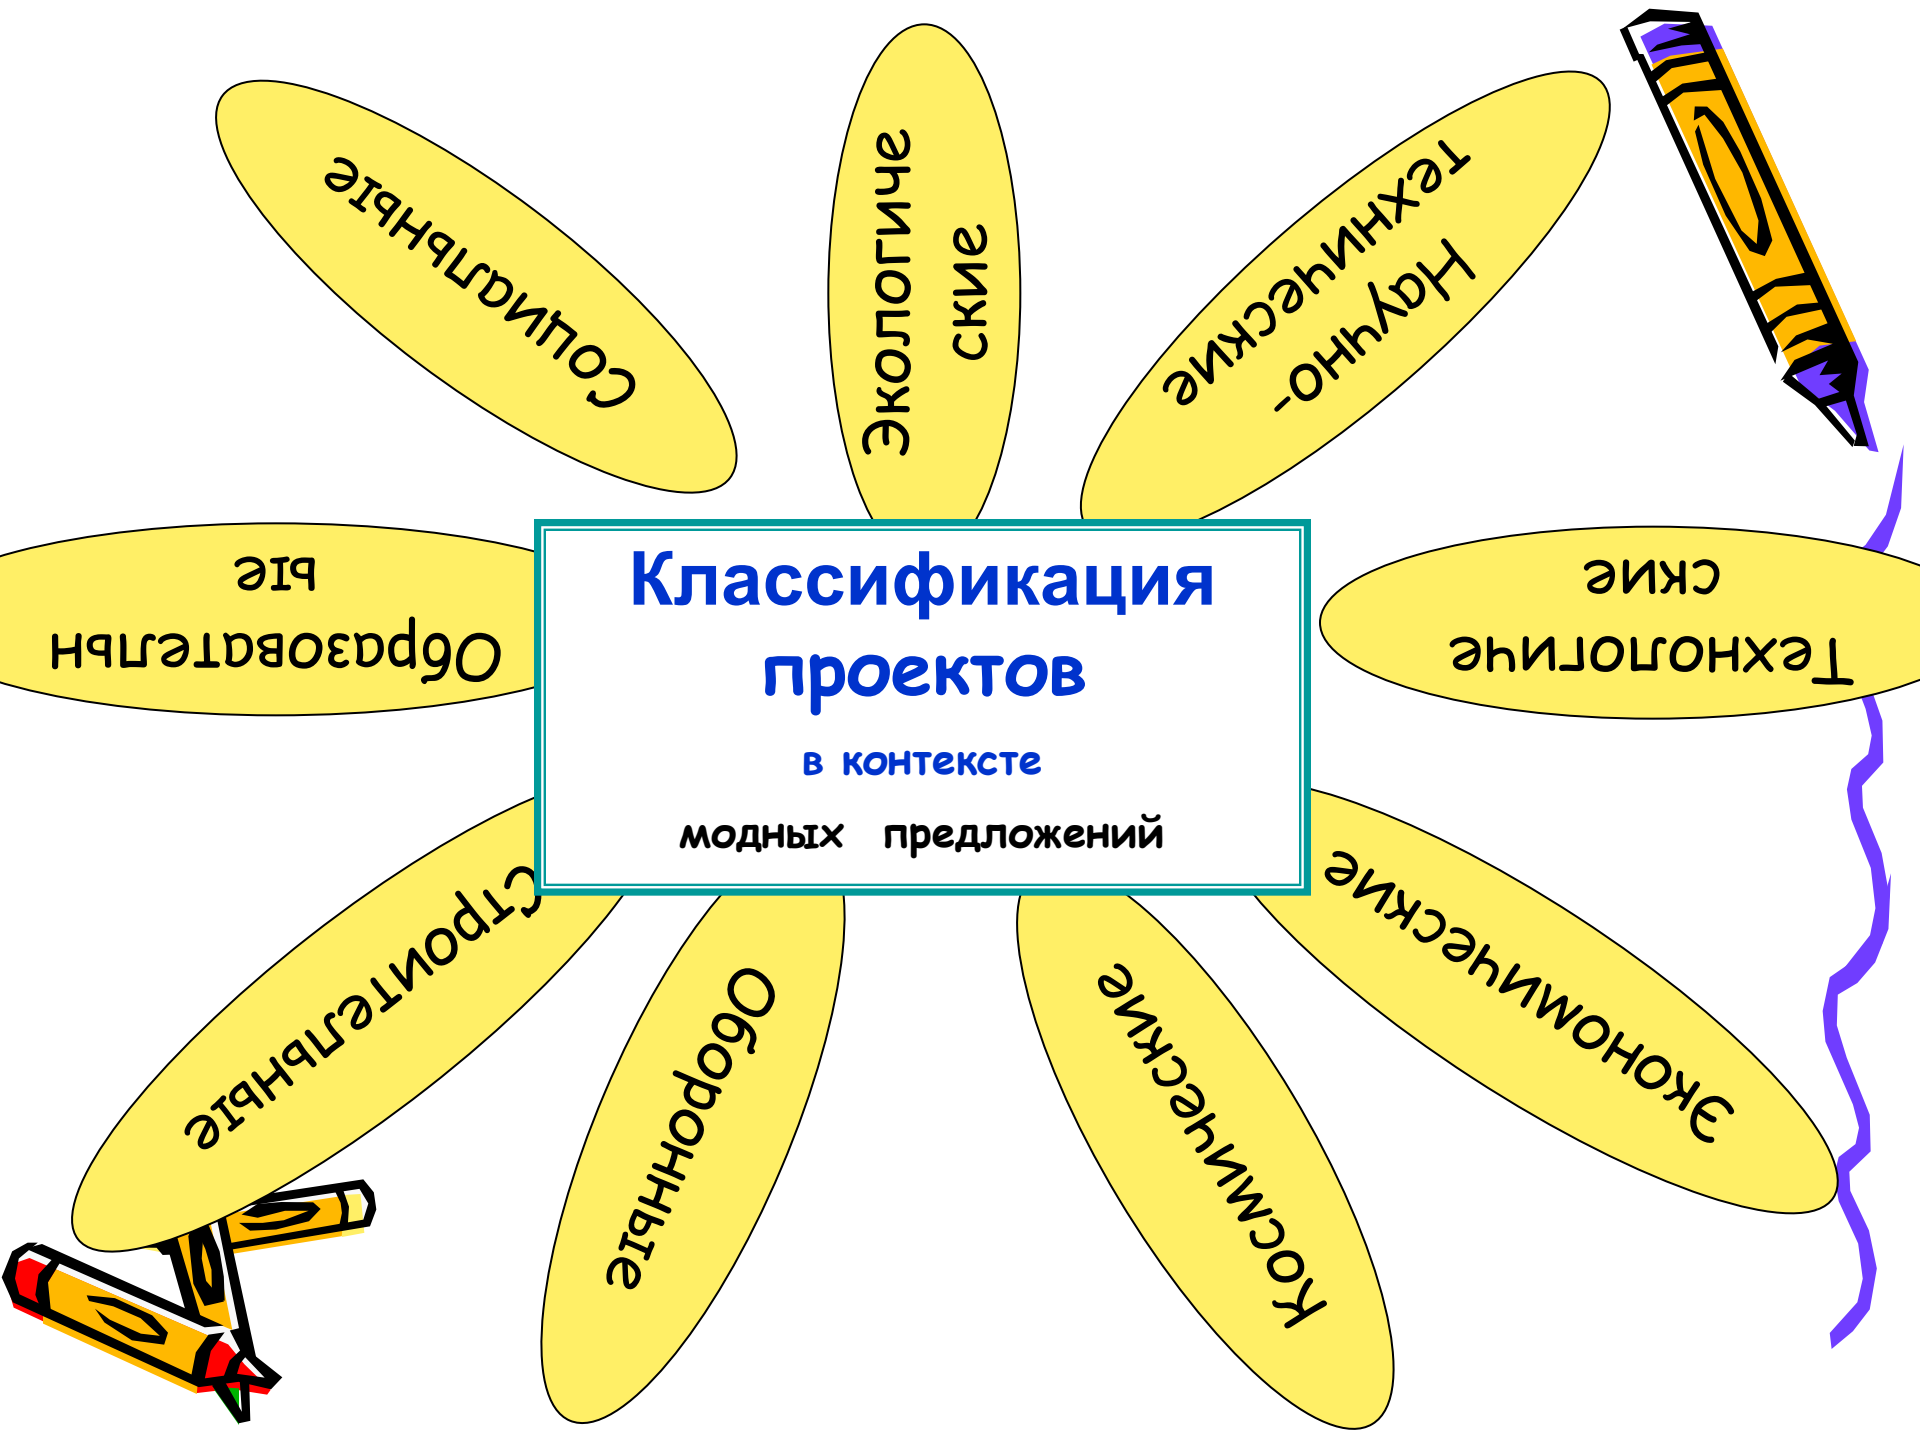 Социальные
Экологиче
ские
Научно-
технические
Образовательн
ые
Классификация
проектов
в контексте
модных предложений
Технологиче
ские
Строительные
Оборонные
Космические
Экономические